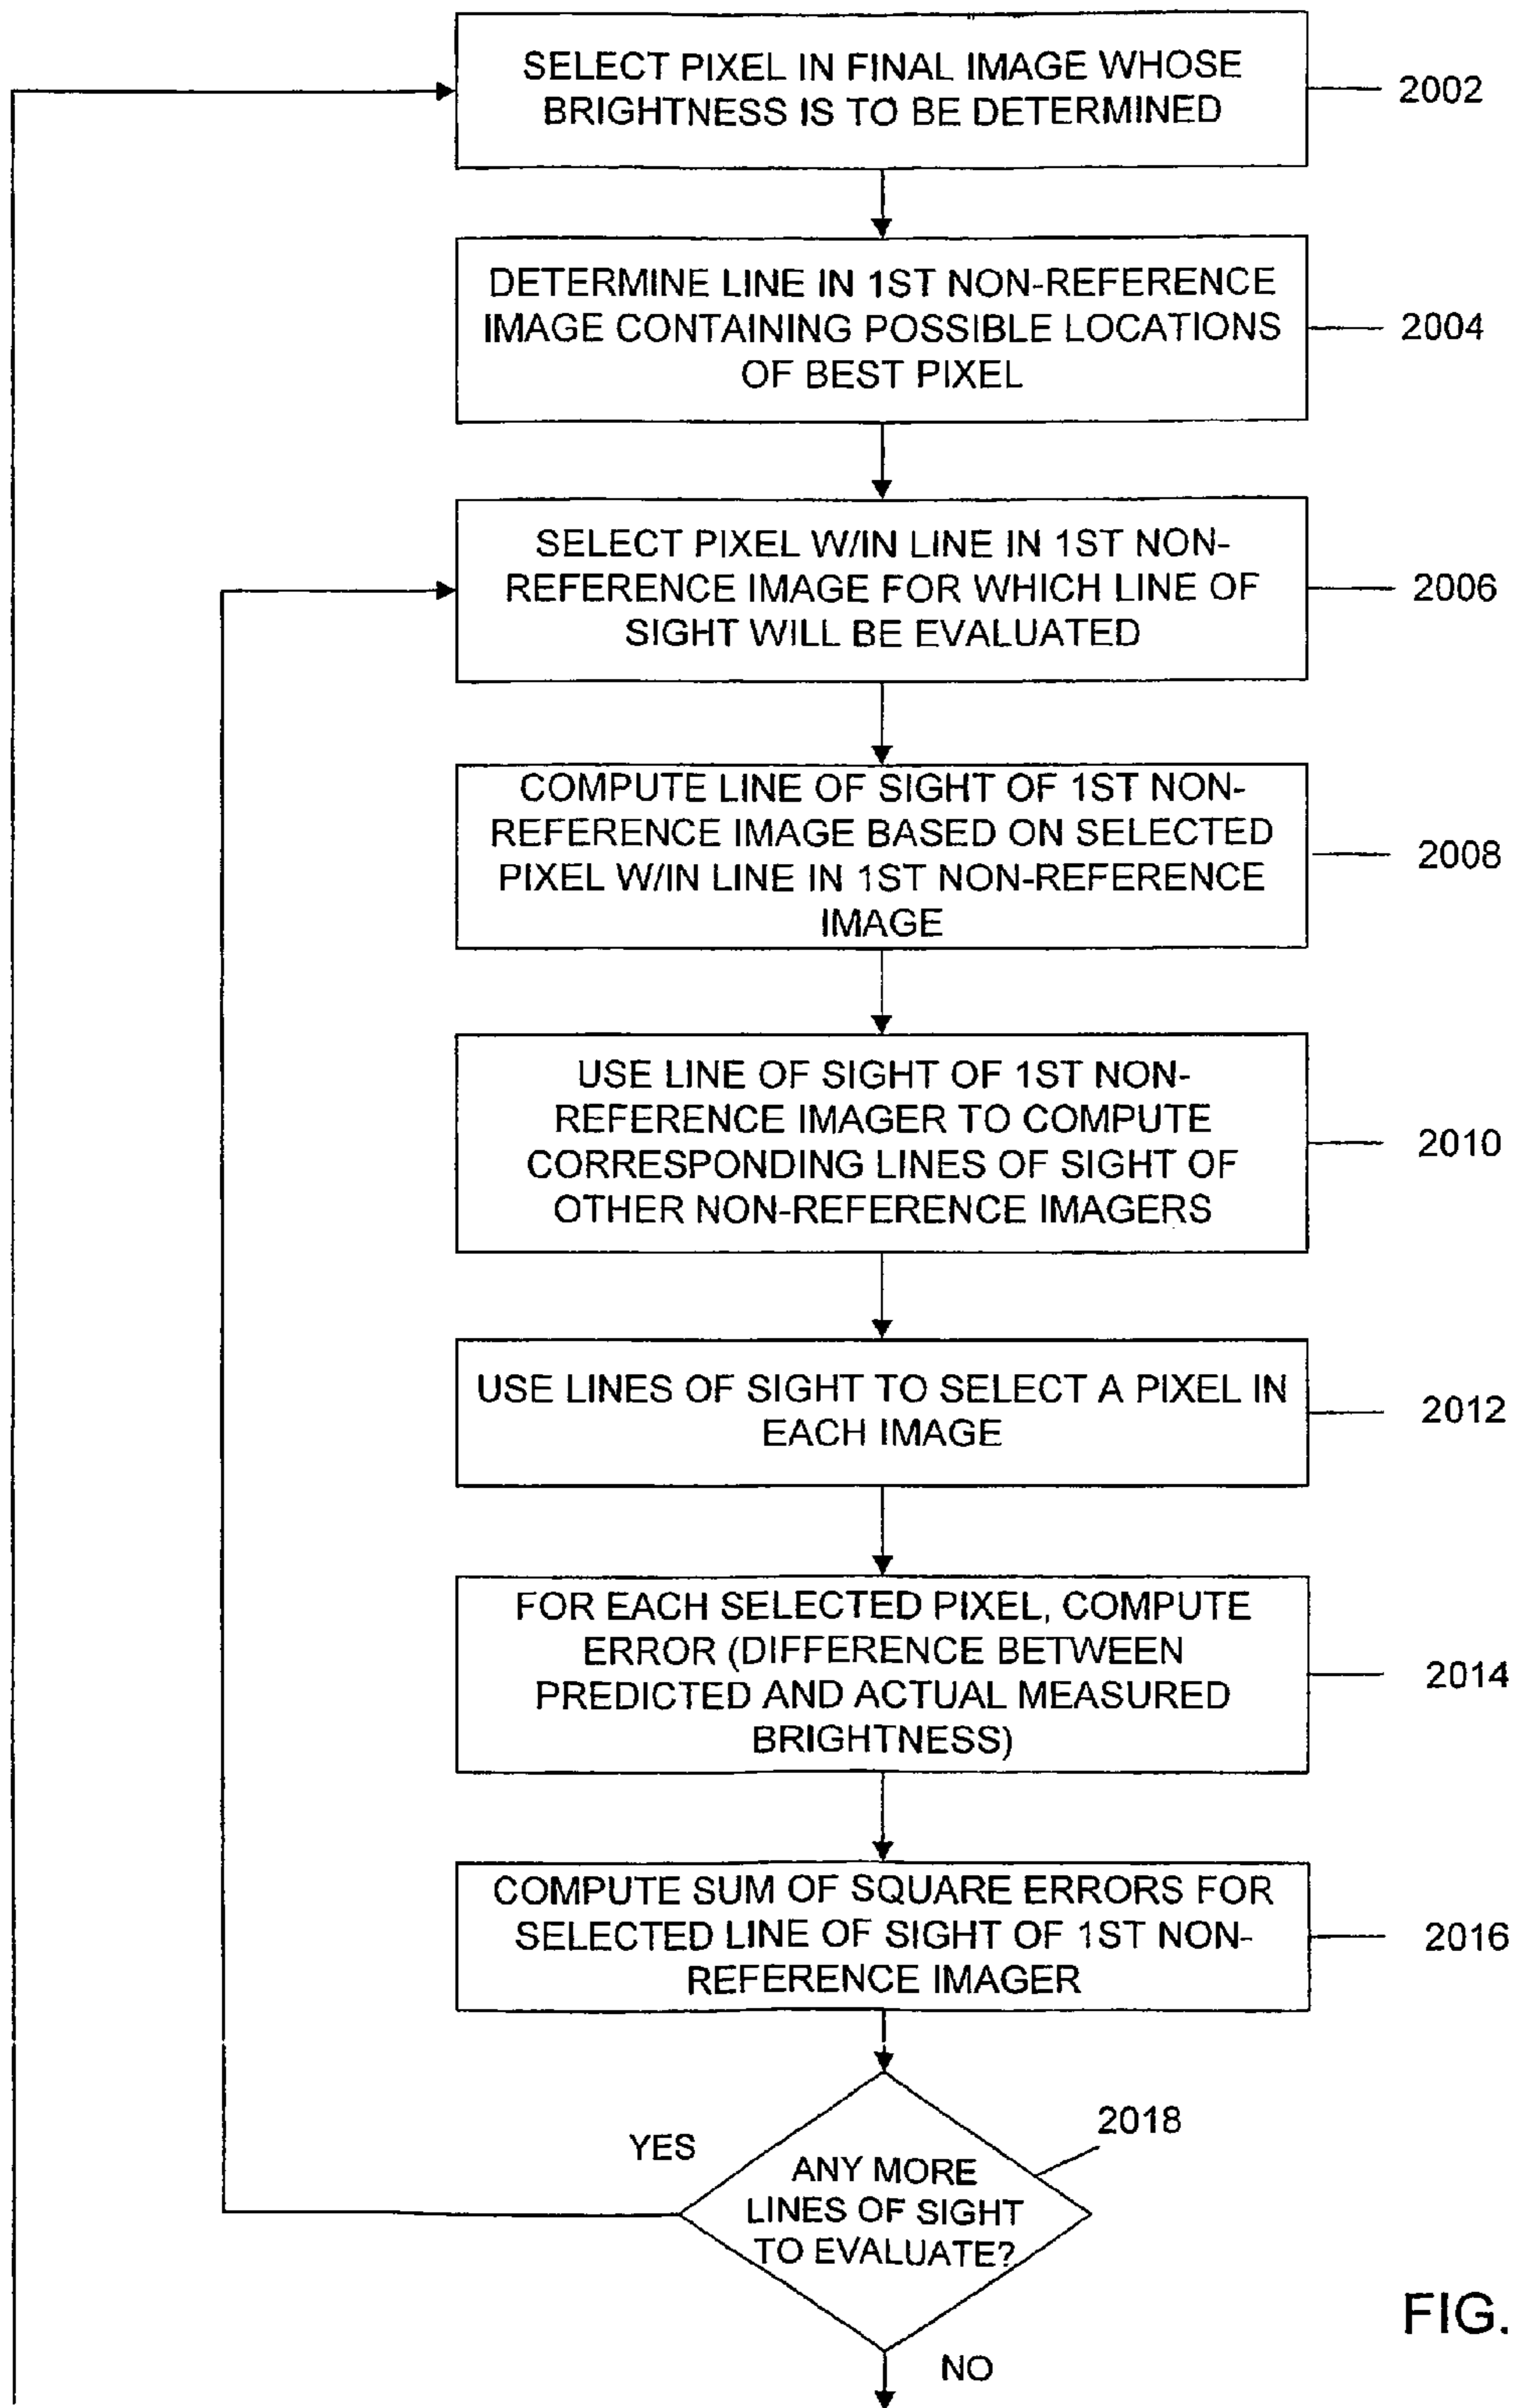 SELECT PIXEL IN FINAL IMAGE WHOSE
BRIGHTNESS IS TO BE DETERMINED
2002
DETERMINE LINE IN 1ST NON-REFERENCE
IMAGE CONTAINING POSSIBLE LOCATIONS
OF BEST PIXEL
2004
SELECT PIXEL W/IN LINE IN 1ST NON-
REFERENCE IMAGE FOR WHICH LINE OF
SIGHT WILL BE EVALUATED
2006
COMPUTE LINE OF SIGHT OF 1ST NON-
REFERENCE IMAGE BASED ON SELECTED
PIXEL W/IN LINE IN 1ST NON-REFERENCE
IMAGE
2008
USE LINE OF SIGHT OF 1ST NON-
REFERENCE IMAGER TO COMPUTE
CORRESPONDING LINES OF SIGHT OF
OTHER NON-REFERENCE IMAGERS
2010
USE LINES OF SIGHT TO SELECT A PIXEL IN
EACH IMAGE
2012
FOR EACH SELECTED PIXEL, COMPUTE
ERROR (DIFFERENCE BETWEEN
PREDICTED AND ACTUAL MEASURED
BRIGHTNESS)
2014
COMPUTE SUM OF SQUARE ERRORS FOR
SELECTED LINE OF SIGHT OF 1ST NON-
REFERENCE IMAGER
2016
2018
YES
ANY MORE
LINES OF SIGHT
TO EVALUATE?
FIG.
NO